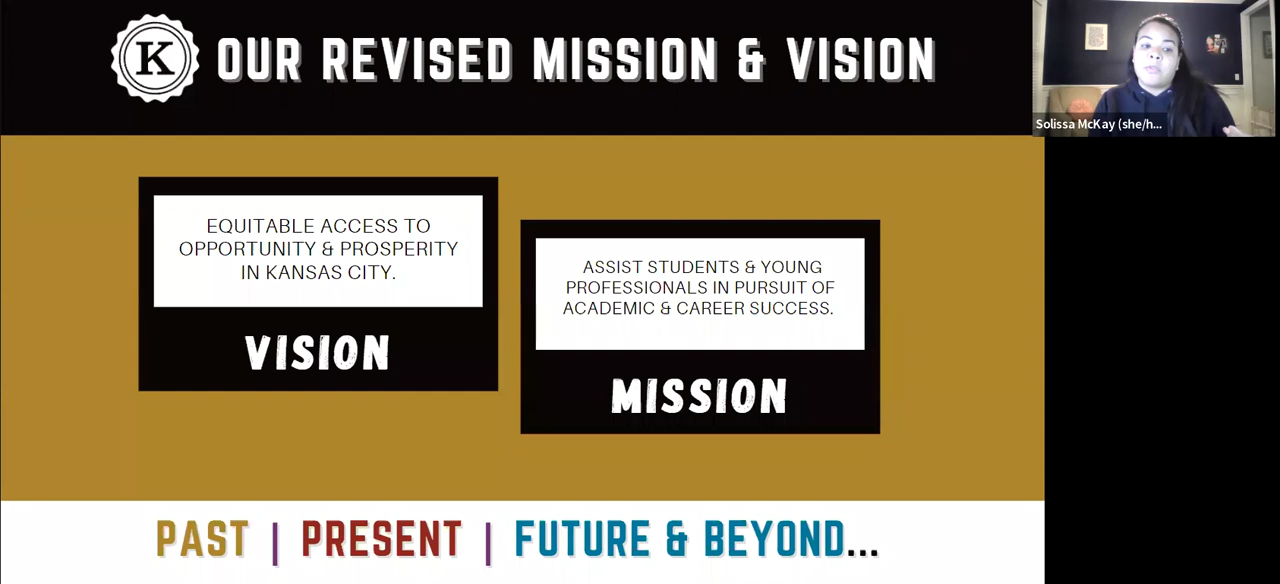 K
OUR REVISED MISSION & VISION
Solissa McKay (she/h...
EQUITABLE ACCESS TO
OPPORTUNITY & PROSPERITY
IN KANSAS CITY.
VISION
ASSIST STUDENTS & YOUNG
PROFESSIONALS IN PURSUIT OF
ACADEMIC & CAREER SUCCESS.
MISSION
PAST | PRESENT | FUTURE & BEYOND...